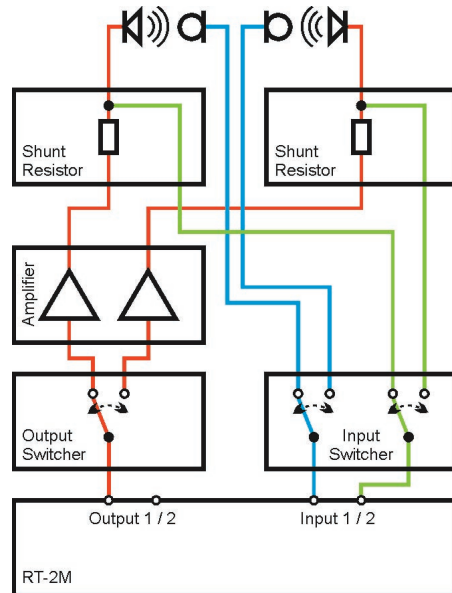 Shunt
Resistor
Shunt
Resistor
Amplifier
Output
Switcher
Input
Switcher
Output 1 / 2
Input 1 / 2
RT-2M